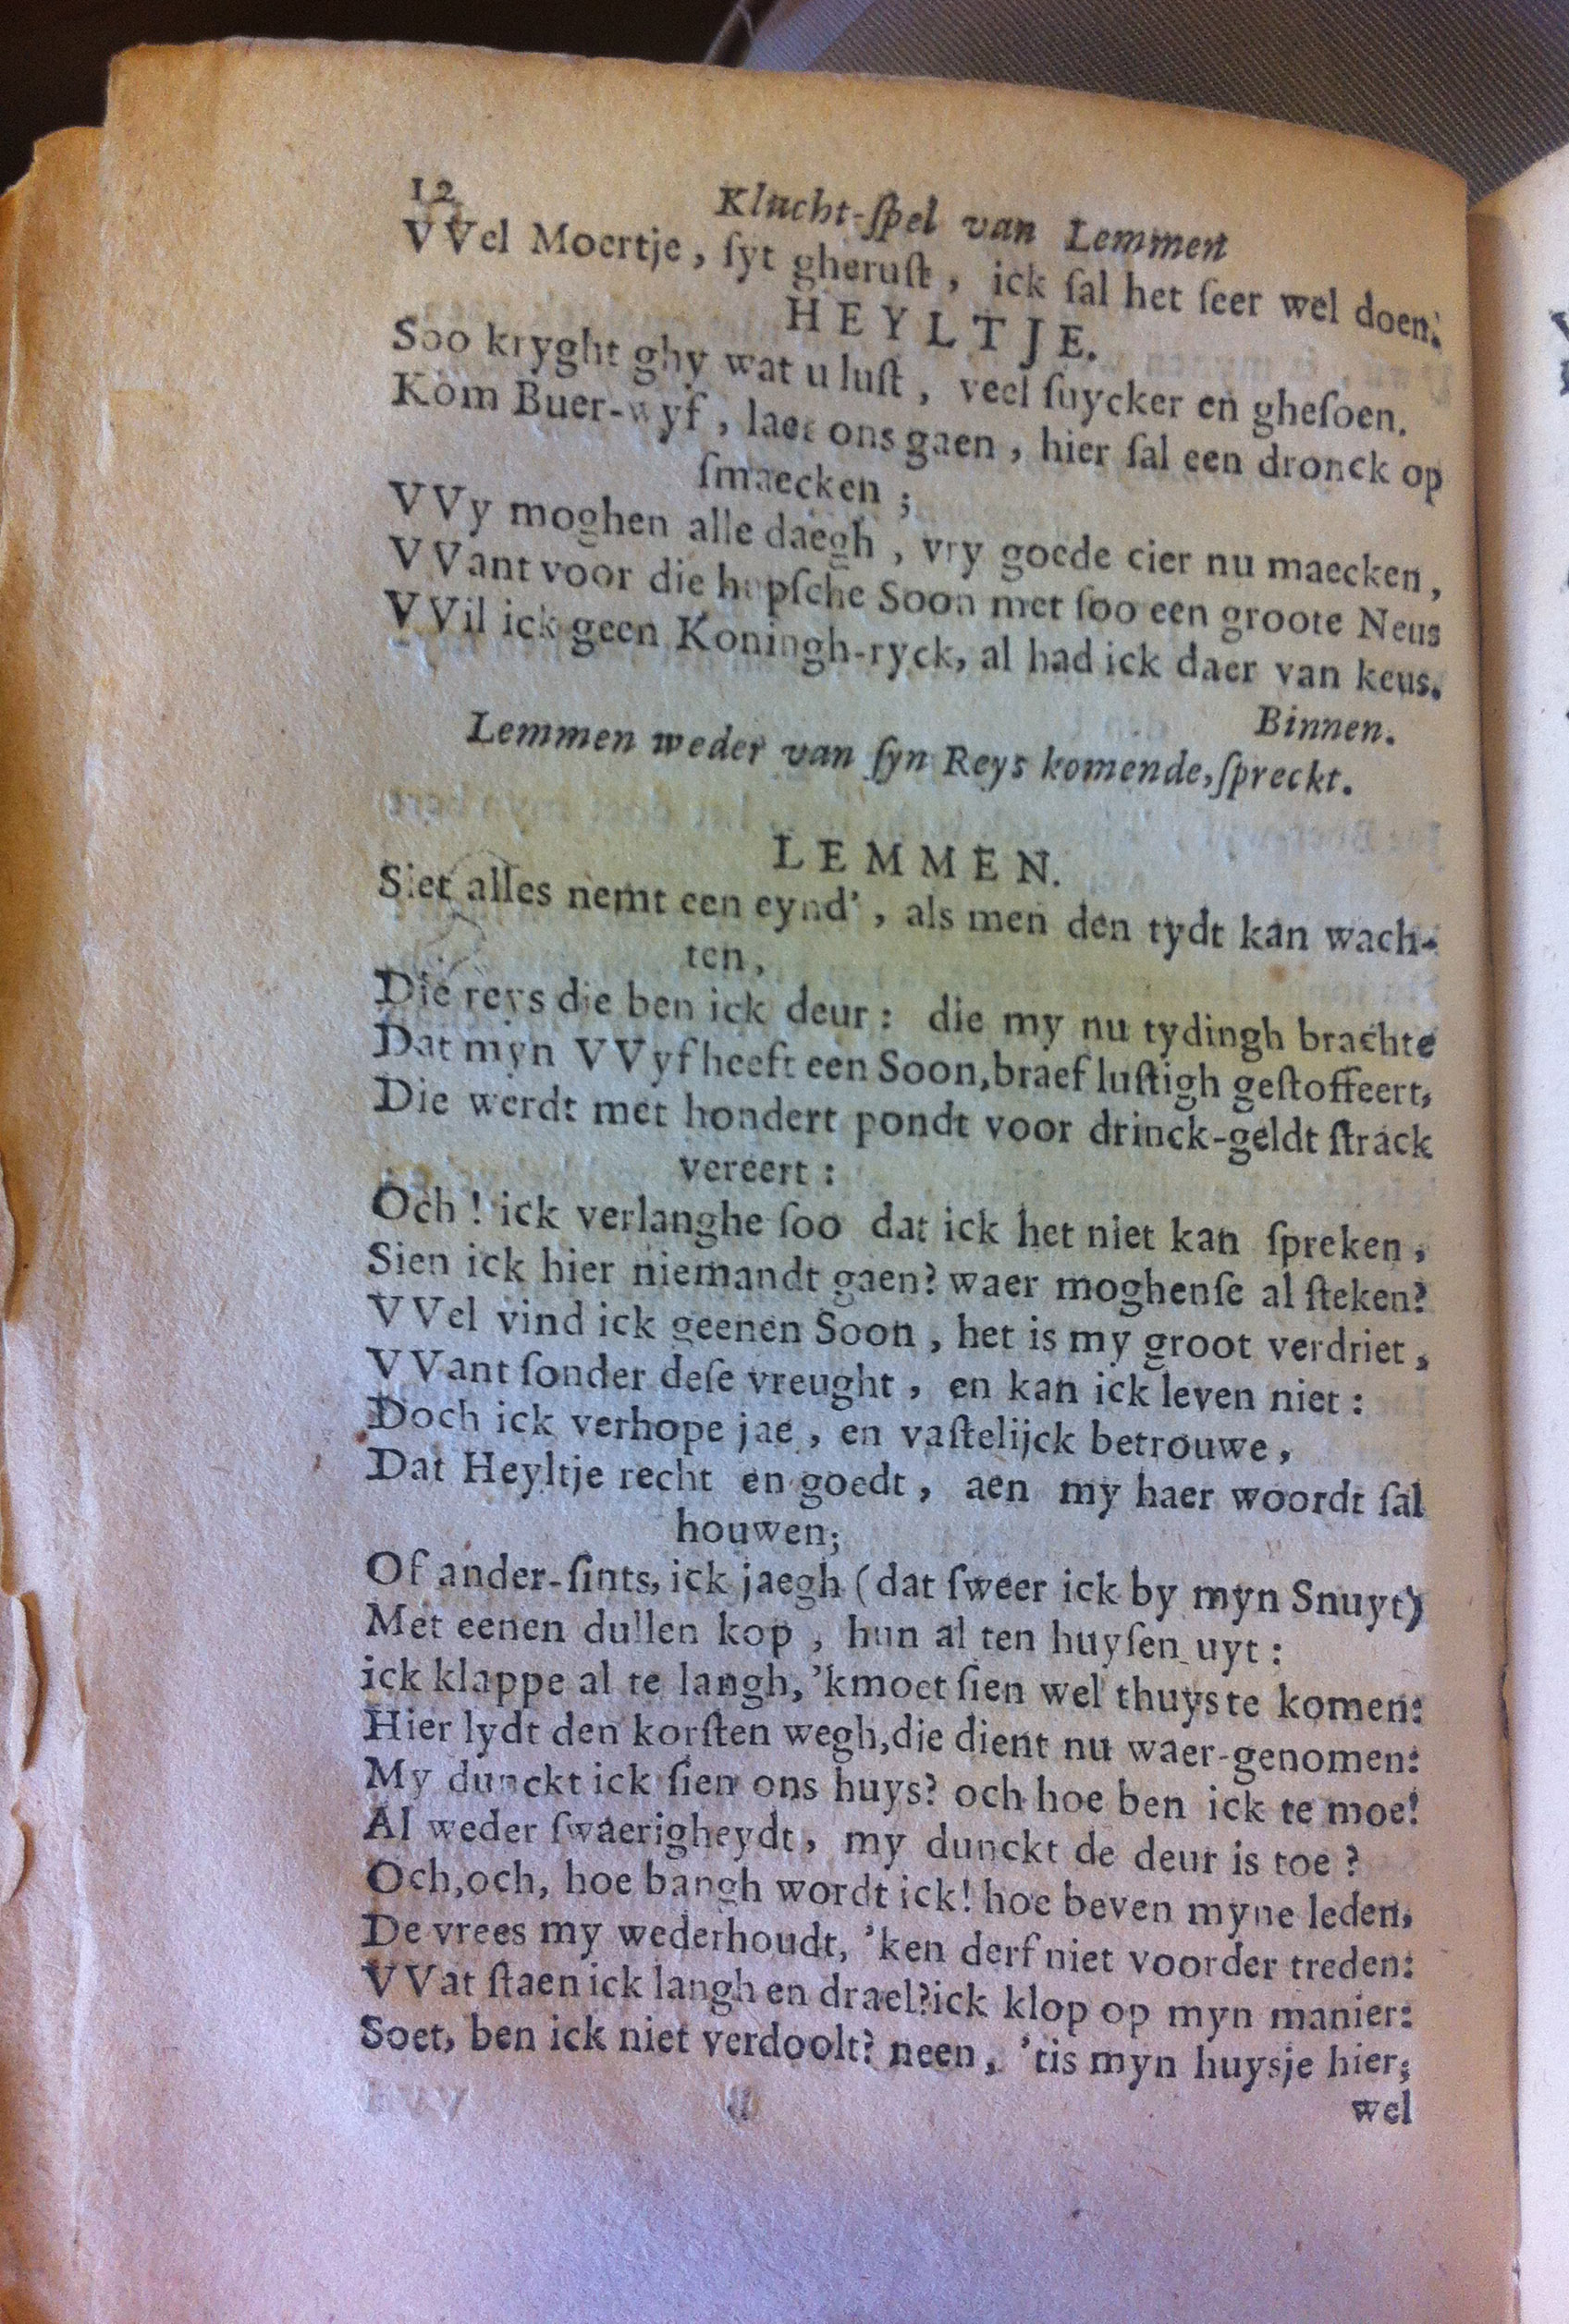 12 Klucht-ſpel van Lemmen
VVel Moertje, ſyt gheruſt, ick ſal het ſeer wel doen.
HEYLTJE.
Soo kryght ghy wat u luſt, veel ſuycker en gheſoen.
Kom Buer-wyf, laet ons gaen, hier ſal een dronck op
ſmaecken;
VVy moghen alle daegh, vry goede cier nu maecken,
VVant voor die hupſche Soon met ſoo een groote Neus
VVil ick geen Koningh-ryck, al had ick daer van keus.
Binnen.
Lemmen weder van ſyn Reys komende, ſpreckt.
LEMMEN.
Siet alles nemt een eynd', als men den tydt kan wach-
ten,
Die reys die ben ick deur: die my nu tydingh brachte
Dat myn VVyf heeft een Soon, braef luſtigh geſtoffeert,
Die werdt met hondert pondt voor drinck-geldt ſtrack
vereert:
Och! ick verlanghe ſoo dat ick het niet kan ſpreken,
Sien ick hier niemandt gaen? waer moghenſe al ſteken?
VVel vind ick geenen Soon, het is my groot verdriet,
VVant ſonder deſe vreught, en kan ick leven niet:
Doch ick verhope jae, en vaſtelijck betrouwe,
Dat Heyltje recht en goedt, aen my haer woordt ſal
houwen;
Of ander-ſints, ick jaegh (dat ſweer ick by myn Snuyt)
Met eenen dullen kop, hun al ten huyſen uyt:
ick klappe al te langh, 'kmoet ſien wel thuys te komen:
Hier lydt den korſten wegh, die dient nu waer-genomen:
My dunckt ick ſien ons huys? och hoe ben ick te moe!
Al weder ſwaerigheydt, my dunckt de deur is toe?
Och, och, hoe bangh wordt ick! hoe beven myne leden,
De vrees my wederhoudt, 'ken derf niet voorder treden:
VVat ſtaen ick langh en drael? ick klop op myn manier:
Soet, ben ick niet verdoolt? neen, 'tis myn huysje hier;
wel